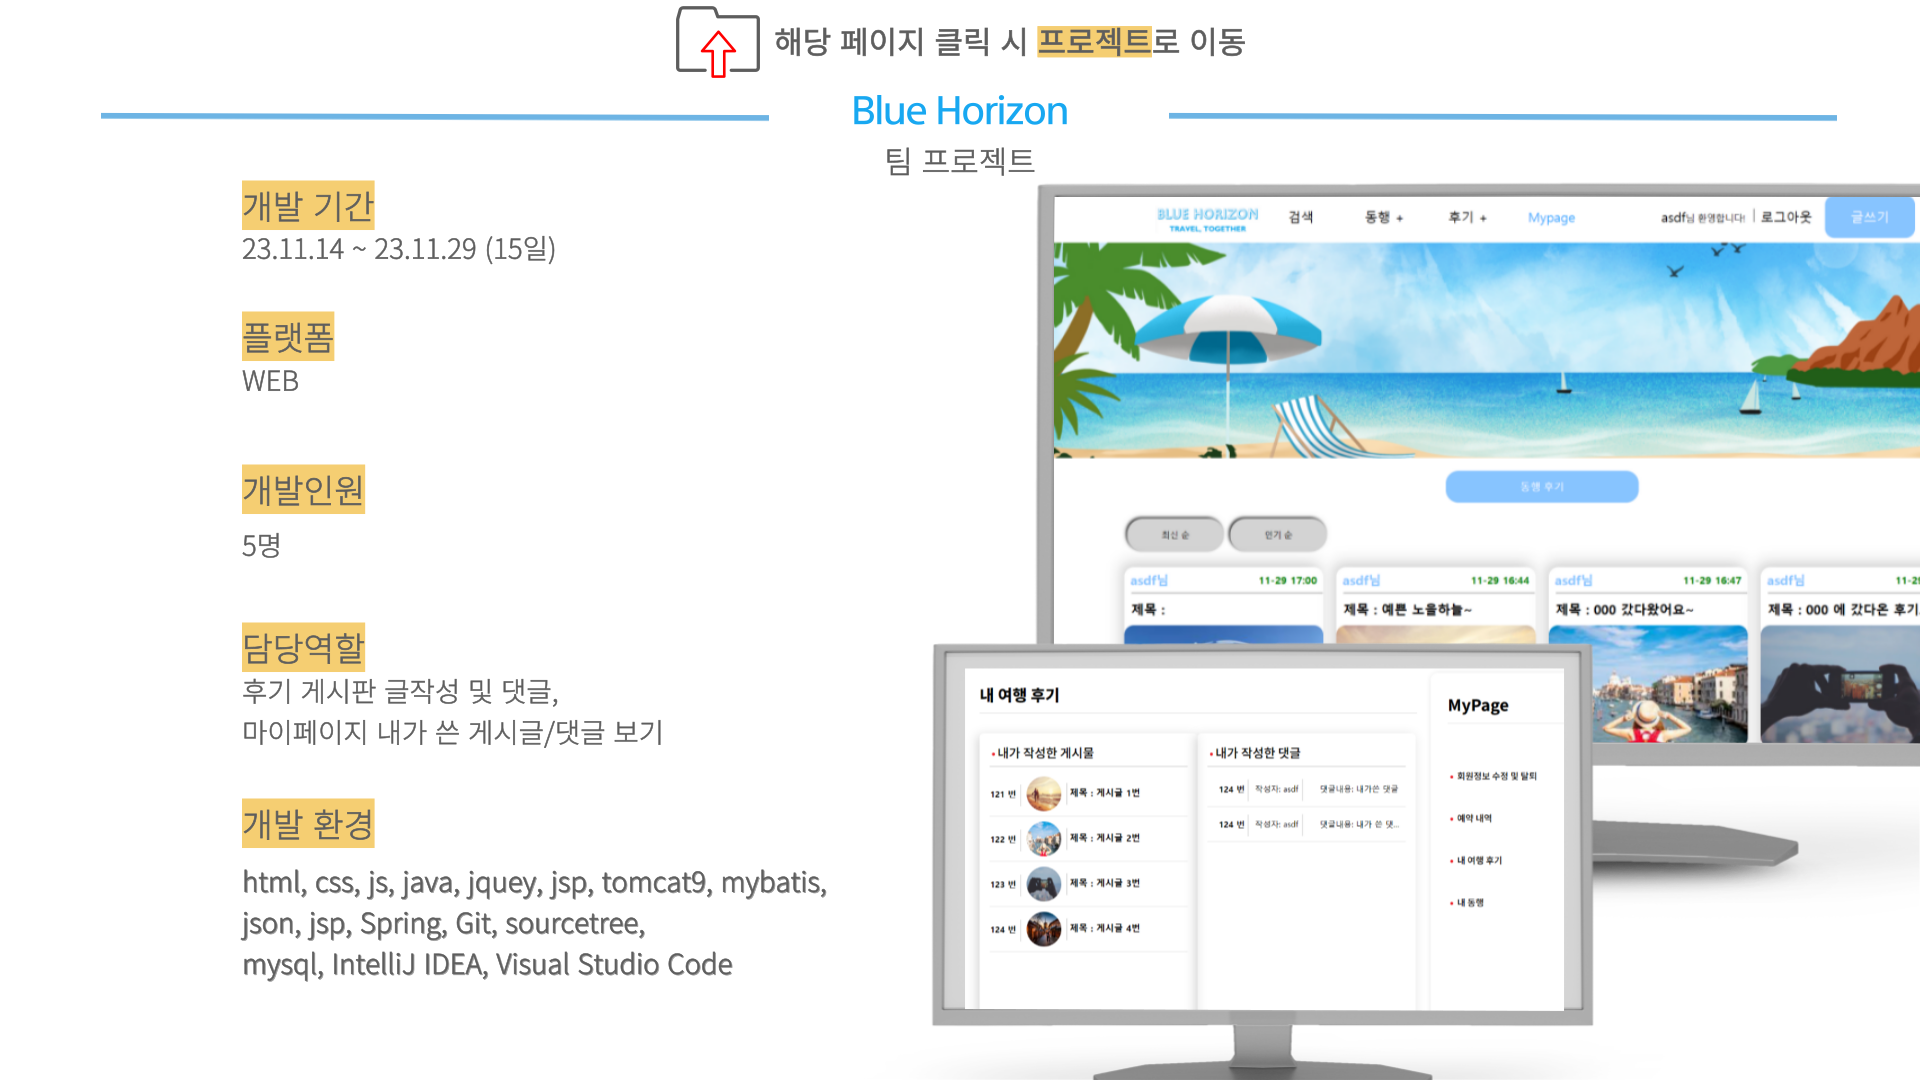 해당 페이지 클릭 시 프로젝트로 이동
Blue Horizon
팀 프로젝트
개발 기간
23.11.14 ~ 23.11.29 (15일)
플랫폼
WEB
개발인원
5명
담당역할
후기 게시판 글작성 및 댓글,
마이페이지 내가 쓴 게시글/댓글 보기
개발 환경
html, css, js, java, jquey, jsp, tomcat9, mybatis,
json, jsp, Spring, Git, sourcetree,
mysql, IntelliJ IDEA, Visual Studio Code
BLUE HORIZON
TRAVEL, TOGETHER
검색 동행 + 후기 + Mypage asdf님 환영합니다! | 로그아웃 글쓰기
동행 후기
최신 순 인기 순
asdf님 11-29 17:00
제목 :
asdf님 11-29 16:44
제목 : 예쁜 노을하늘~
asdf님 11-29 16:47
제목 : 000 갔다왔어요~
asdf님 11-29
제목 : 000 에 갔다온 후기
내 여행 후기
내가 작성한 게시물
121 번 제목 : 게시글 1번
122 번 제목 : 게시글 2번
123 번 제목 : 게시글 3번
124 번 제목 : 게시글 4번
내가 작성한 댓글
124 번 작성자: asdf 댓글내용: 내가쓴 댓글
124 번 작성자: asdf 댓글내용: 내가 쓴 댓...
MyPage
회원정보 수정 및 탈퇴
예약 내역
내 여행 후기
내 동행